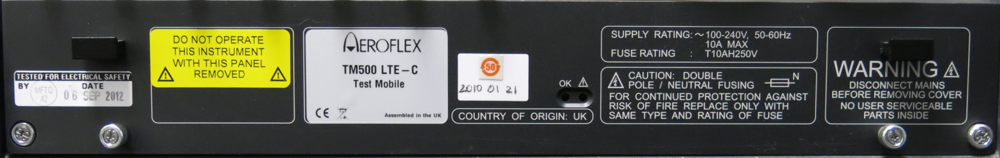 TESTED FOR ELECTRICAL SAFETY
BY DATE
MFTQ
42
06 SEP 2012
DO NOT OPERATE
THIS INSTRUMENT
WITH THIS PANEL
REMOVED
AEROFLEX
TM500 LTE-C
Test Mobile
CE
Assembled in the UK
50
2010 01 21
OK
COUNTRY OF ORIGIN: UK
SUPPLY RATING: ~ 100-240V, 50-60Hz
10A MAX
FUSE RATING : T10AH250V
CAUTION: DOUBLE
POLE / NEUTRAL FUSING N
FOR CONTINUED PROTECTION AGAINST
RISK OF FIRE REPLACE ONLY WITH
SAME TYPE AND RATING OF FUSE
WARNING
DISCONNECT MAINS
BEFORE REMOVING COVER
NO USER SERVICEABLE
PARTS INSIDE